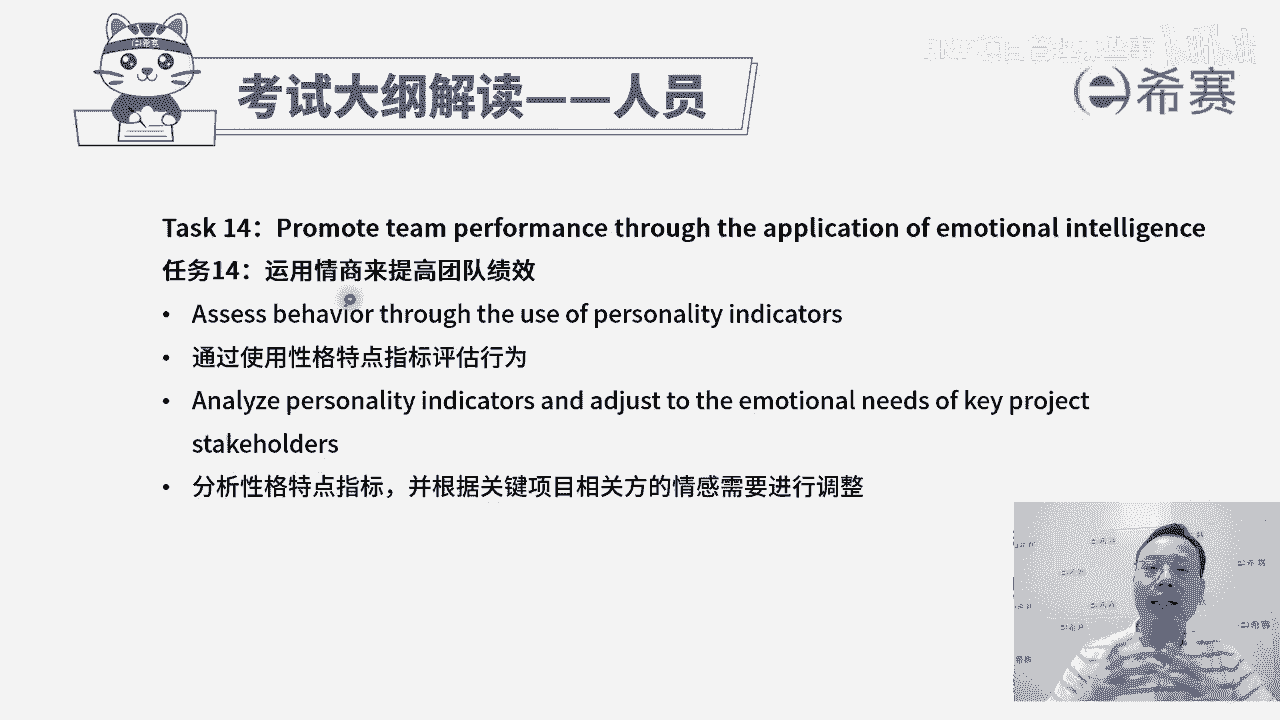 考试大纲解读——人员
希赛
Task 14：Promote team performance through the application of emotional intelligence
任务14：运用情商来提高团队绩效
• Assess behavior through the use of personality indicators
• 通过使用性格特点指标评估行为
• Analyze personality indicators and adjust to the emotional needs of key project
stakeholders
• 分析性格特点指标，并根据关键项目相关方的情感需要进行调整